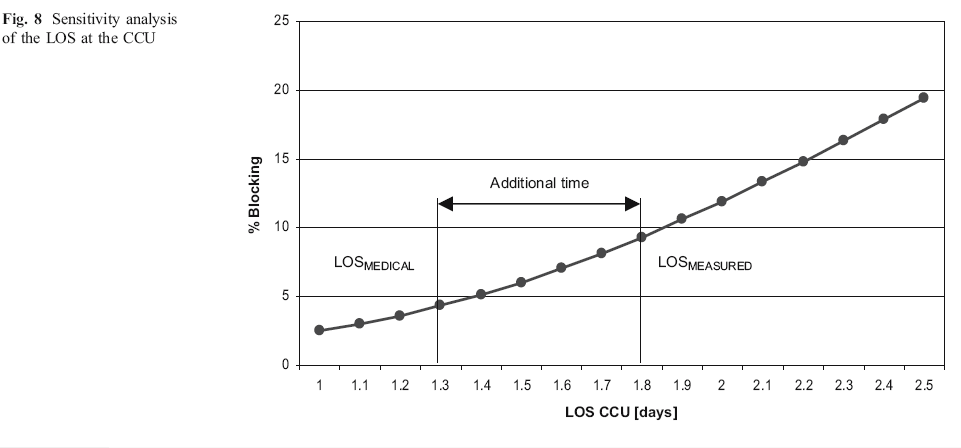 Fig. 8 Sensitivity analysis
of the LOS at the CCU
25
20
15
10
5
0
% Blocking
Additional time
LOSMEDICAL
LOSMEASURED
1 1.1 1.2 1.3 1.4 1.5 1.6 1.7 1.8 1.9 2 2.1 2.2 2.3 2.4 2.5
LOS CCU [days]